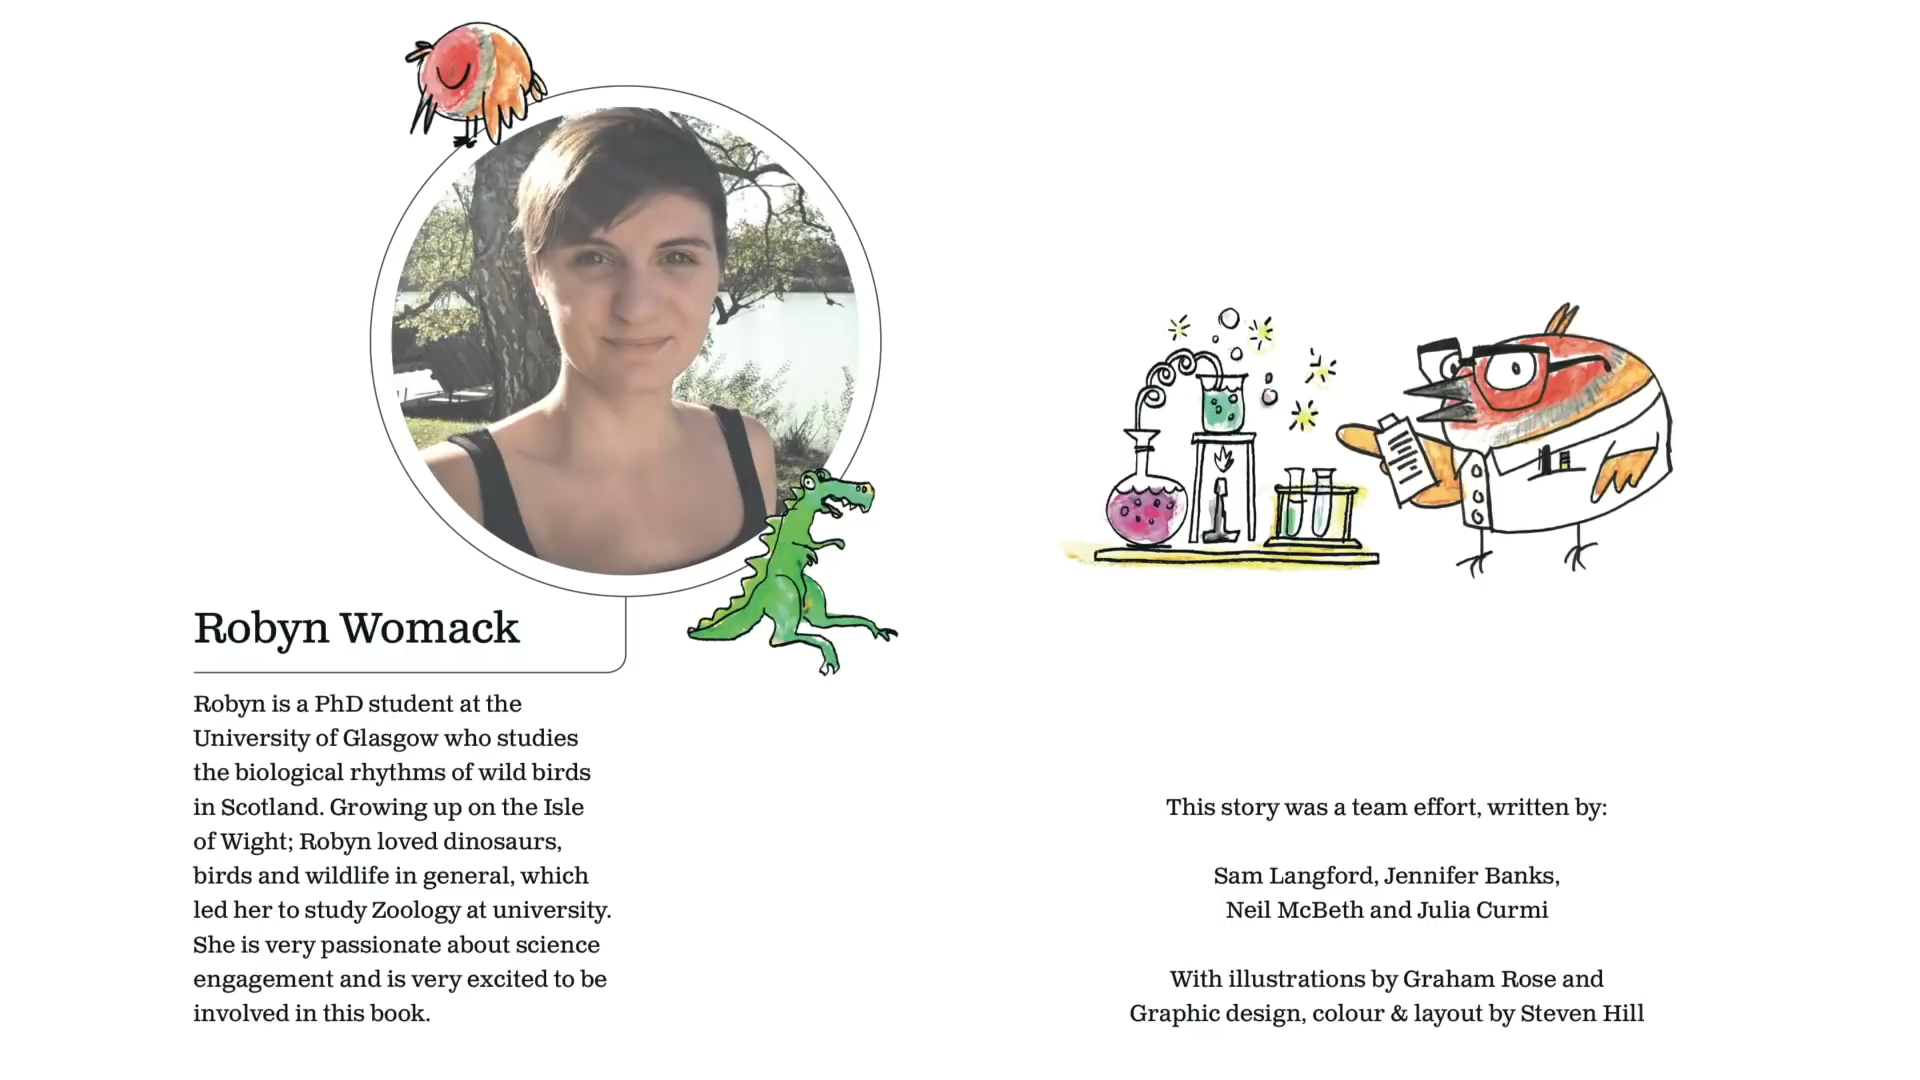 Robyn Womack
Robyn is a PhD student at the
University of Glasgow who studies
the biological rhythms of wild birds
in Scotland. Growing up on the Isle
of Wight; Robyn loved dinosaurs,
birds and wildlife in general, which
led her to study Zoology at university.
She is very passionate about science
engagement and is very excited to be
involved in this book.
This story was a team effort, written by:
Sam Langford, Jennifer Banks,
Neil McBeth and Julia Curmi
With illustrations by Graham Rose and
Graphic design, colour & layout by Steven Hill